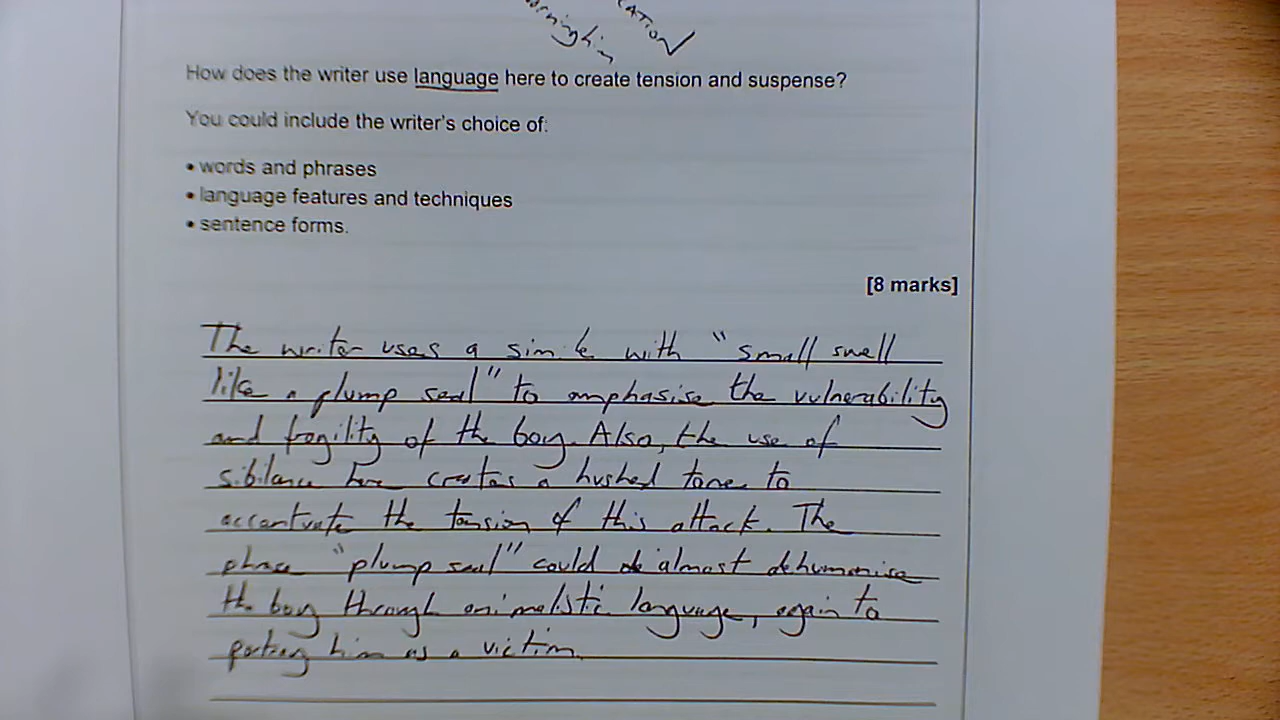 rning him
CATION
How does the writer use language here to create tension and suspense?
You could include the writer's choice of:
• words and phrases
• language features and techniques
• sentence forms.
[8 marks]
The writer uses a simile with "small smell
like a plump seal" to emphasise the vulnerability
and fragility of the boy. Also, the use of
sibilance here creates a hushed tone to
accentuate the tension of this attack. The
phrase "plump seal" could almost dehumanise
the boy through animalistic language, again to
portray him as a victim.